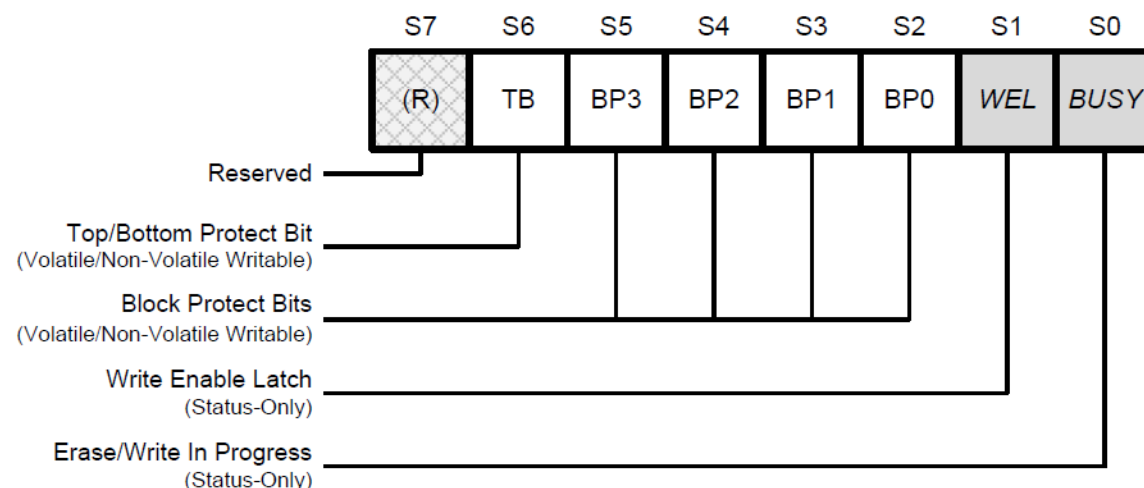 S7 S6 S5 S4 S3 S2 S1 S0
(R) TB BP3 BP2 BP1 BP0 WEL BUSY
Reserved
Top/Bottom Protect Bit
(Volatile/Non-Volatile Writable)
Block Protect Bits
(Volatile/Non-Volatile Writable)
Write Enable Latch
(Status-Only)
Erase/Write In Progress
(Status-Only)